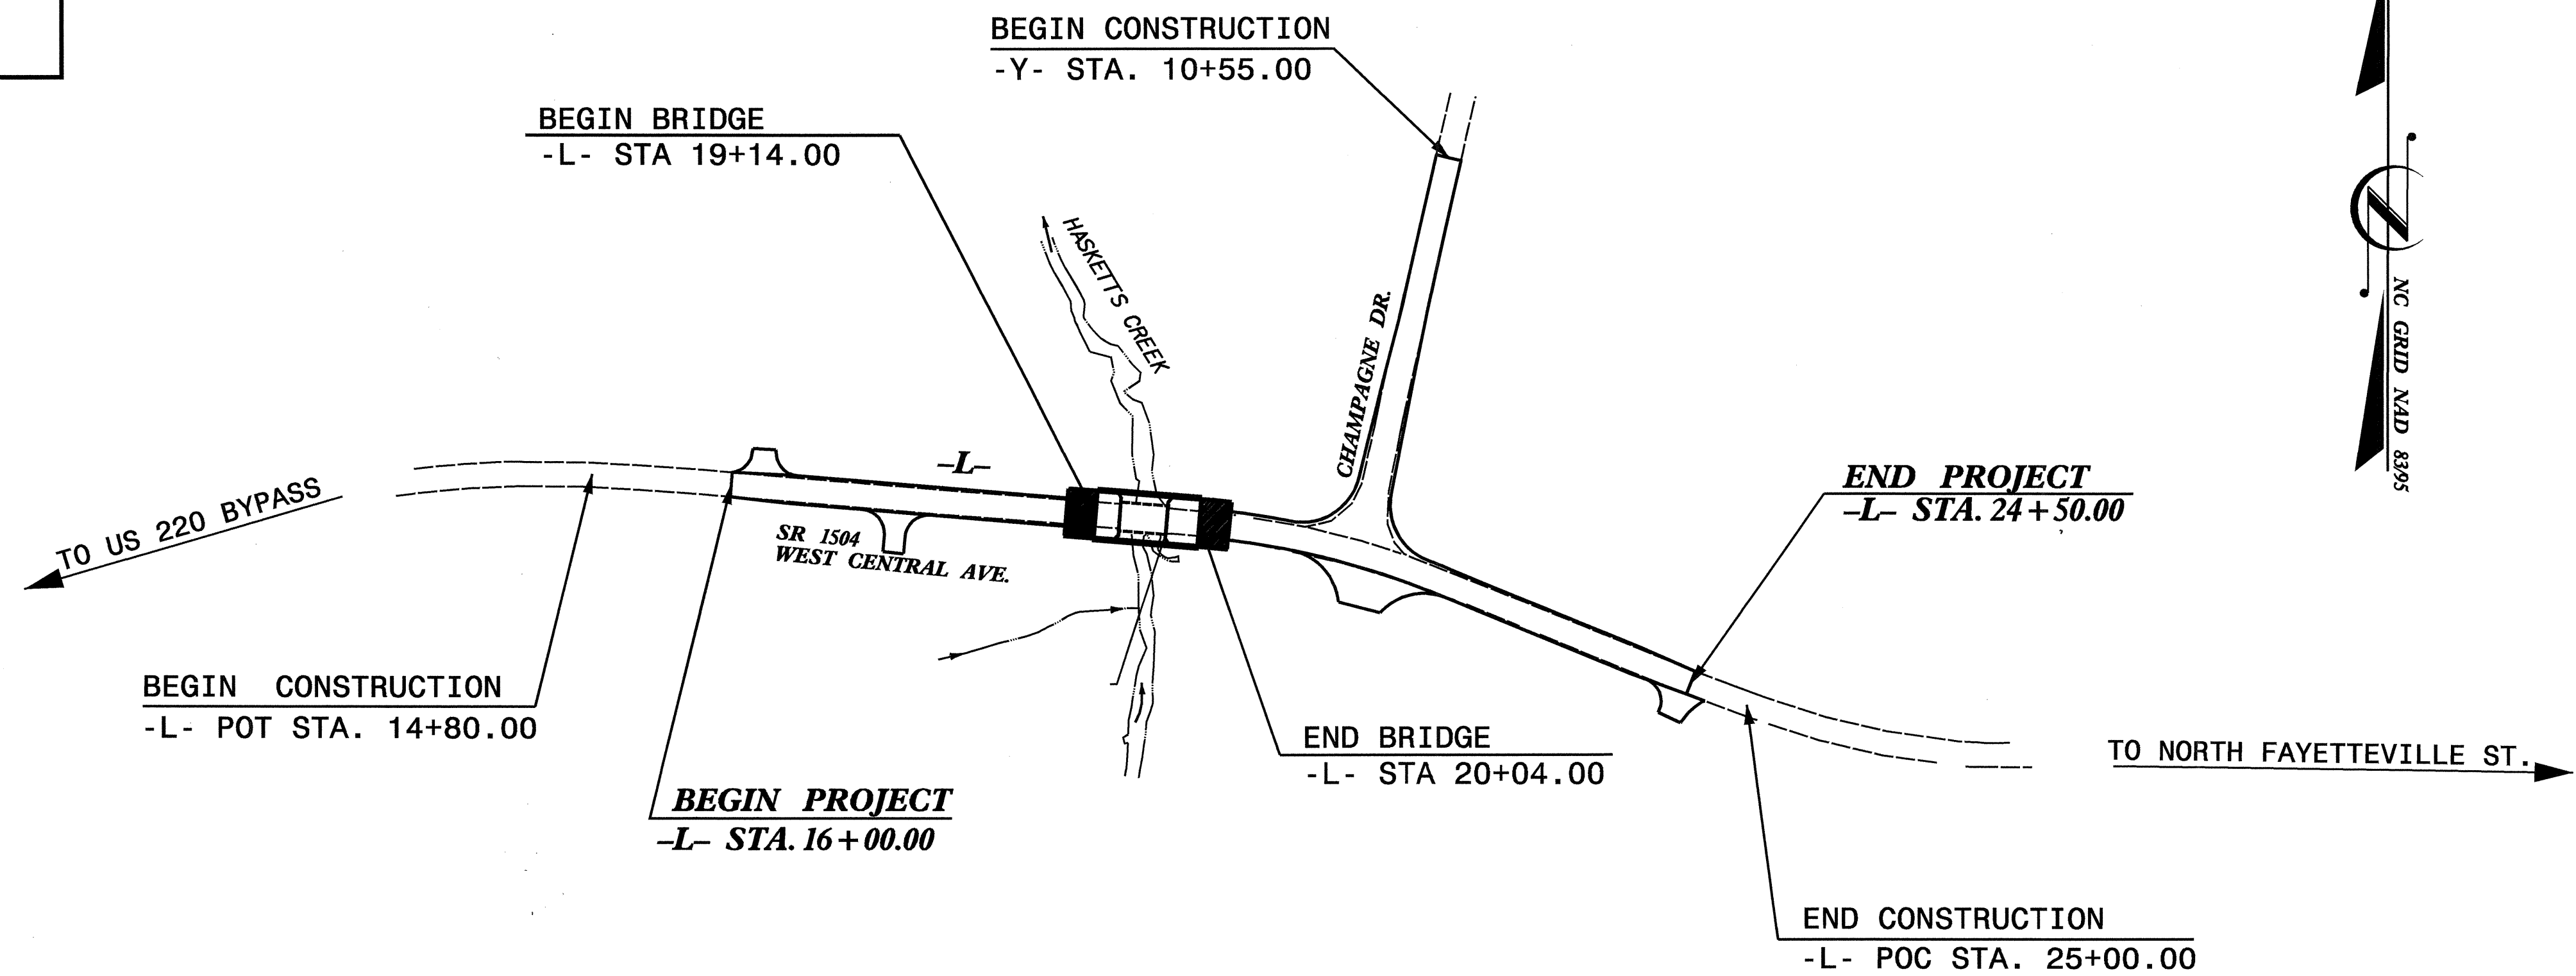 BEGIN CONSTRUCTION
-Y- STA. 10+55.00
BEGIN BRIDGE
-L- STA 19+14.00
HASKETTS CREEK
CHAMPAGNE DR.
N
NC GRID NAD 83/95
-L-
TO US 220 BYPASS
SR 1504
WEST CENTRAL AVE.
END PROJECT
-L- STA. 24+50.00
BEGIN CONSTRUCTION
-L- POT STA. 14+80.00
BEGIN PROJECT
-L- STA. 16+00.00
END BRIDGE
-L- STA 20+04.00
TO NORTH FAYETTEVILLE ST.
END CONSTRUCTION
-L- POC STA. 25+00.00